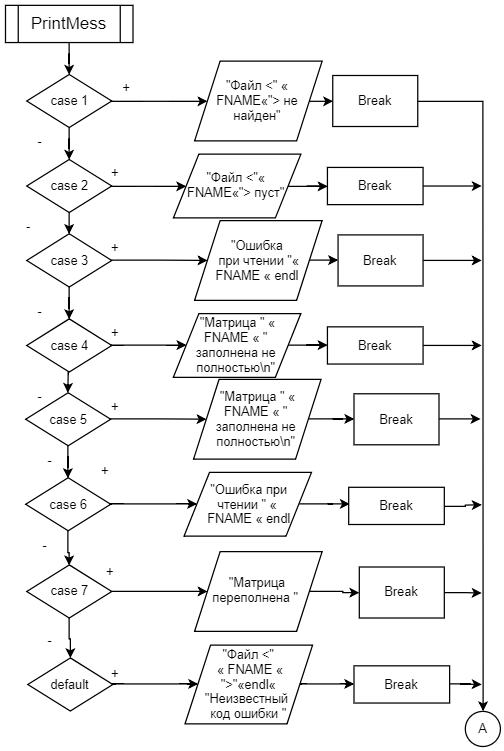 PrintMess
case 1
+
"Файл <" «
FNAME«"> не
найден"
Break
-
case 2
+
"Файл <"«
FNAME«"> пуст"
Break
-
case 3
+
"Ошибка
при чтении "«
FNAME « endl
Break
-
case 4
+
"Матрица " «
FNAME « "
заполнена не
полностью\n"
Break
-
case 5
+
"Матрица " «
FNAME « "
заполнена не
полностью\n"
Break
-
case 6
+
"Ошибка при
чтении " «
FNAME « endl
Break
-
case 7
+
"Матрица
переполнена "
Break
-
default
+
"Файл <"
« FNAME «
">"«endl«
"Неизвестный
код ошибки "
Break
A